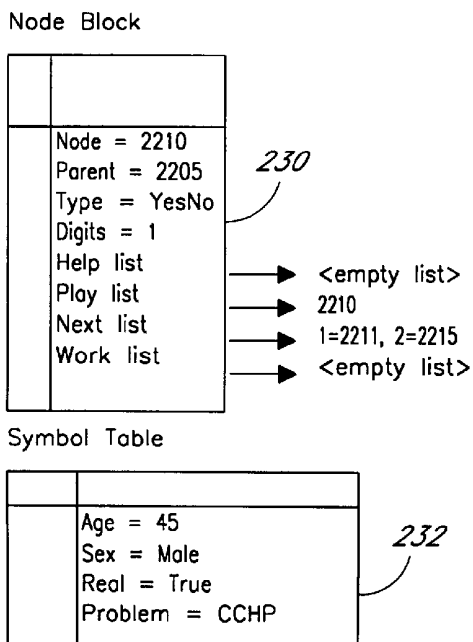 Node Block
Node = 2210
Parent = 2205
Type = YesNo
Digits = 1
Help list
Play list
Next list
Work list
230
<empty list>
2210
1=2211, 2=2215
<empty list>
Symbol Table
Age = 45
Sex = Male
Real = True
Problem = CCHP
232